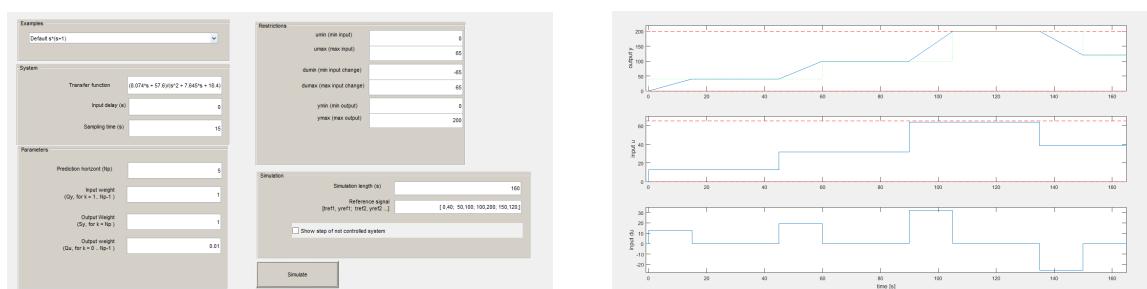 Examples
Default s*(s+1)
System
Transfer function (8.074*s + 57.6)/(s^2 + 7.645*s + 18.4)
Input delay (s) 0
Sampling time (s) 15
Parameters
Prediction horizont (Np) 5
Input weight
(Qy, for k = 1.. Np-1 ) 1
Output Weight
(Sy, for k = Np ) 1
Output weight
(Qu, for k = 0 .. Np-1 ) 0.01
Restrictions
umin (min input) 0
umax (max input) 65
dumin (min input change) -65
dumax (max input change) 65
ymin (min output) 0
ymax (max output) 200
Simulation
Simulation length (s) 160
Reference signal
[tref1, yref1; tref2, yref2 ...] [ 0,40; 50,100; 100,200; 150,120;]
Show step of not controlled system
Simulate
output y
200
150
100
50
0
0 20 40 60 80 100 120 140 160
input u
60
40
20
0
0 20 40 60 80 100 120 140 160
input du
30
20
10
0
-10
-20
0 20 40 60 80 100 120 140 160
time [s]